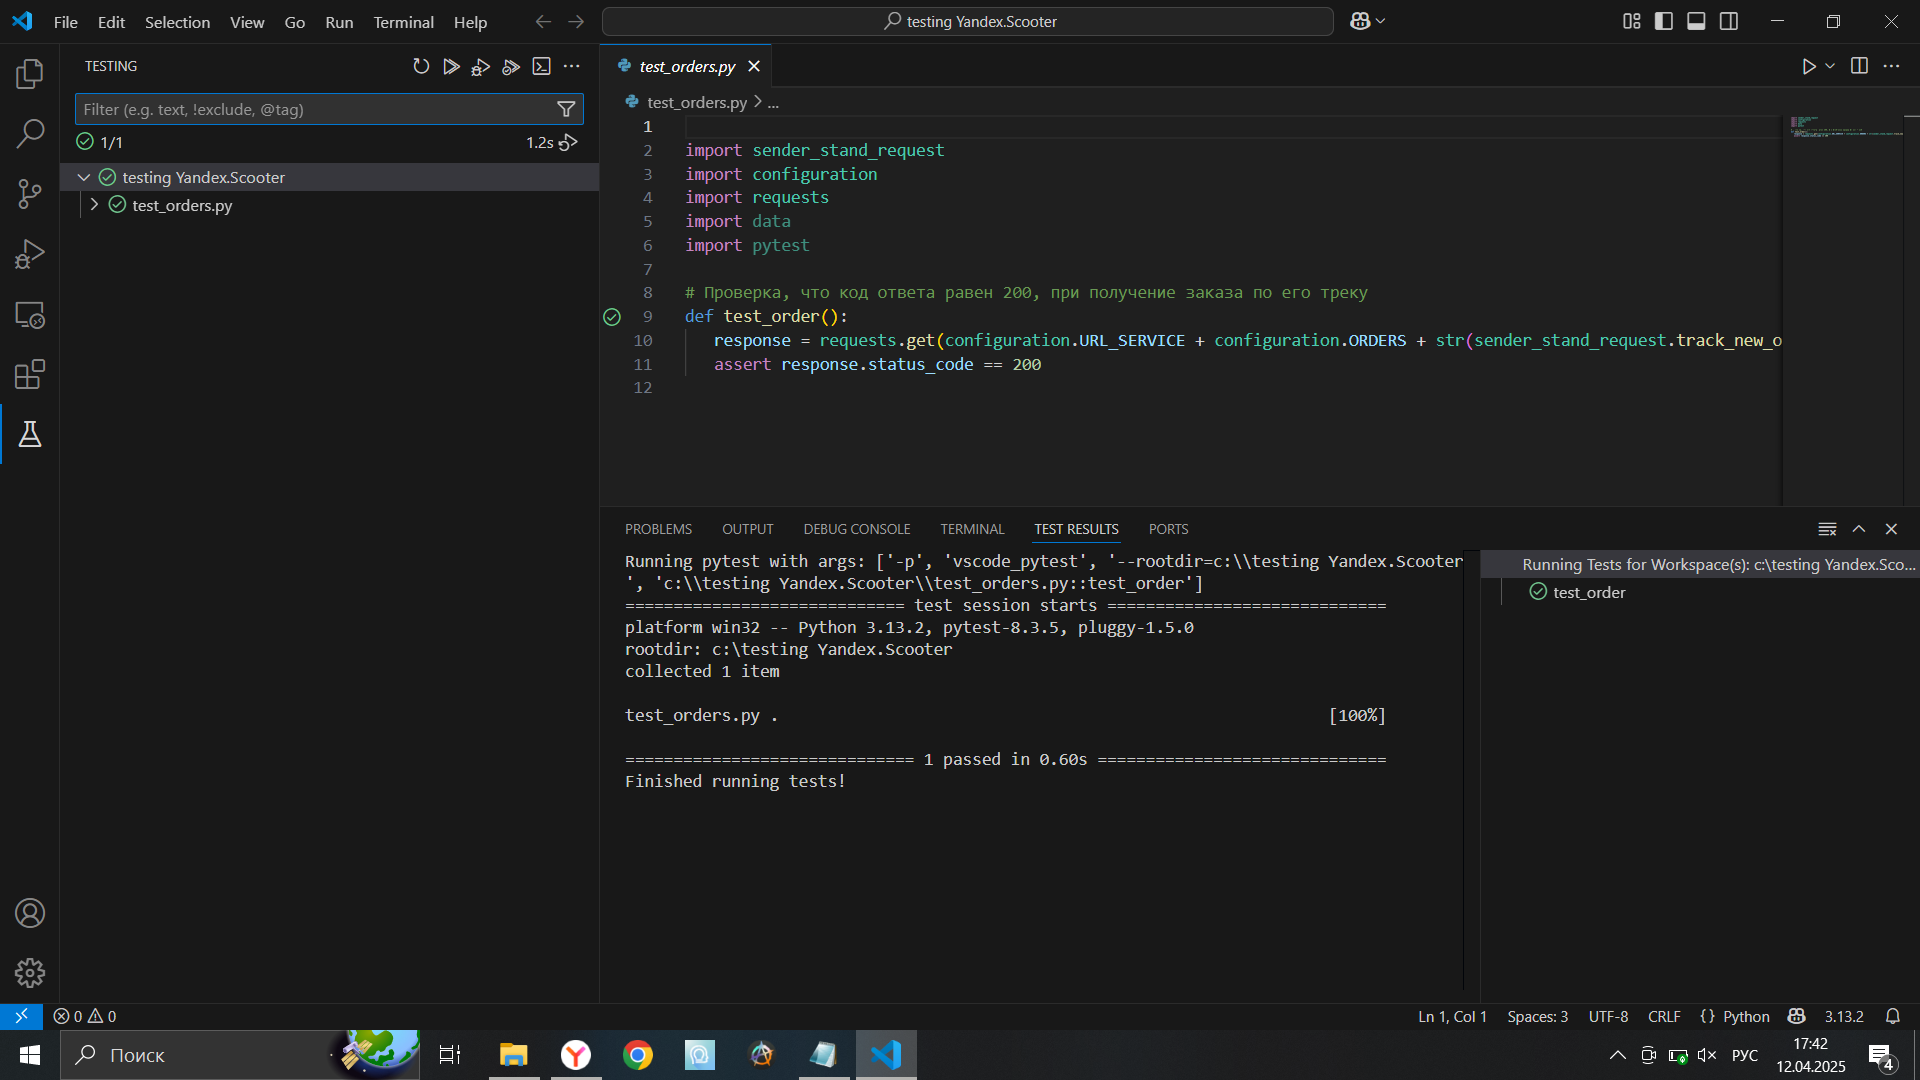 File Edit Selection View Go Run Terminal Help
testing Yandex.Scooter
TESTING
Filter (e.g. text, !exclude, @tag)
1/1
1.2s
testing Yandex.Scooter
test_orders.py
test_orders.py
test_orders.py > ...
1
2 import sender_stand_request
3 import configuration
4 import requests
5 import data
6 import pytest
7
8 # Проверка, что код ответа равен 200, при получение заказа по его треку
9 def test_order():
10 response = requests.get(configuration.URL_SERVICE + configuration.ORDERS + str(sender_stand_request.track_new_o
11 assert response.status_code == 200
12
PROBLEMS OUTPUT DEBUG CONSOLE TERMINAL TEST RESULTS PORTS
Running pytest with args: ['-p', 'vscode_pytest', '--rootdir=c:\\testing Yandex.Scooter
', 'c:\\testing Yandex.Scooter\\test_orders.py::test_order']
============================= test session starts =============================
platform win32 -- Python 3.13.2, pytest-8.3.5, pluggy-1.5.0
rootdir: c:\testing Yandex.Scooter
collected 1 item
test_orders.py . [100%]
============================== 1 passed in 0.60s ==============================
Finished running tests!
Running Tests for Workspace(s): c:\testing Yandex.Sco...
test_order
0 0
Ln 1, Col 1 Spaces: 3 UTF-8 CRLF {} Python 3.13.2
Поиск
РУС
17:42
12.04.2025
4